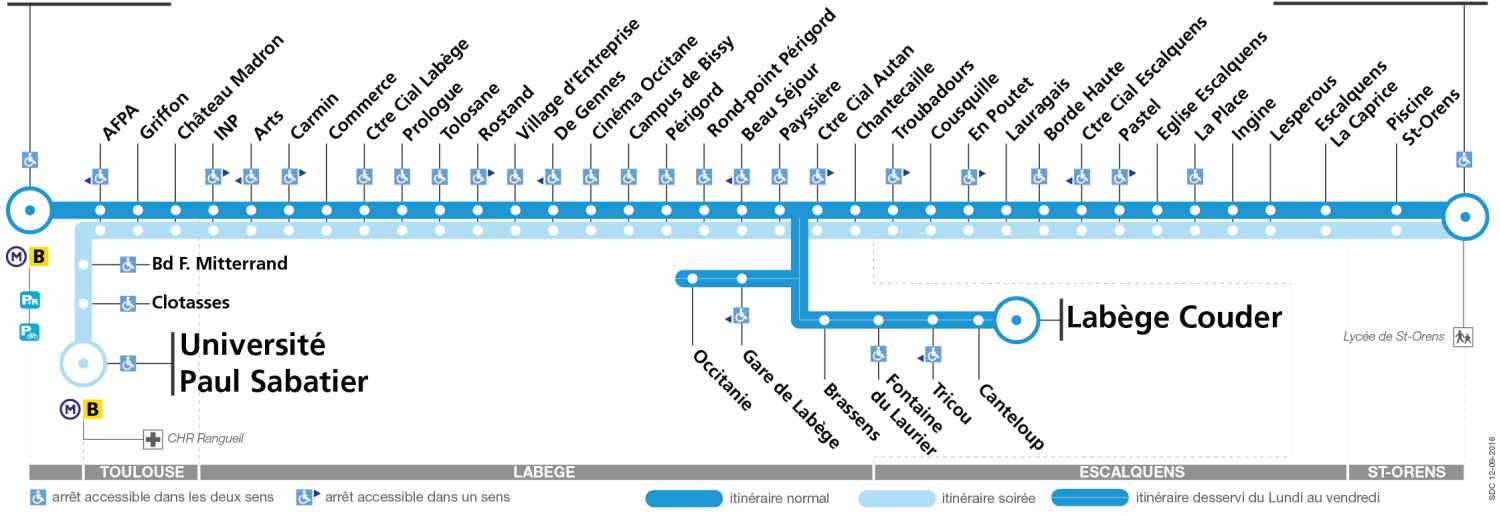 AFPA
Griffon
Château Madron
INP
Arts
Carmin
Commerce
Ctre Cial Labège
Prologue
Tolosane
Rostand
Village d'Entreprise
De Gennes
Cinéma Occitane
Campus de Bissy
Périgord
Rond-point Périgord
Beau Séjour
Payssière
Ctre Cial Autan
Chantecaille
Troubadours
Cousquille
En Poutet
Lauragais
Borde Haute
Ctre Cial Escalquens
Pastel
Eglise Escalquens
La Place
Ingine
Lesperous
Escalquens
La Caprice
Piscine
St-Orens
M B
P+R
P
Bd F. Mitterrand
Clotasses
Université
Paul Sabatier
M B
CHR Rangueil
Occitanie
Gare de Labège
Brassens
Fontaine
du Laurier
Tricou
Canteloup
Labège Couder
Lycée de St-Orens
TOULOUSE
LABEGE
ESCALQUENS
ST-ORENS
arrêt accessible dans les deux sens
arrêt accessible dans un sens
itinéraire normal
itinéraire soirée
itinéraire desservi du Lundi au vendredi
SDC 12-09-2016